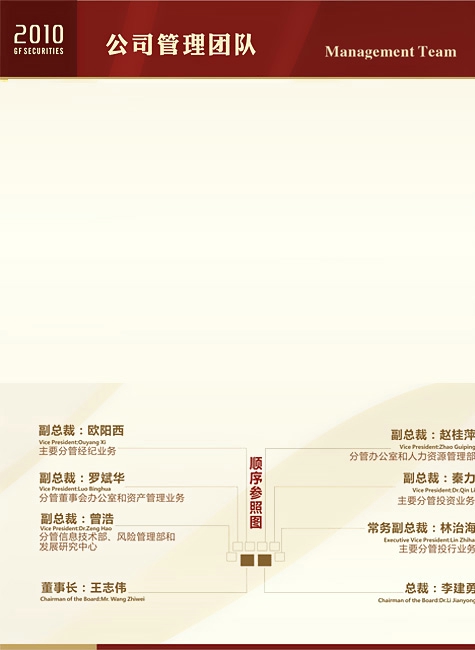 2010
GF SECURITIES
公司管理团队
Management Team
副总裁：欧阳西
Vice President:Ouyang Xi
主要分管经纪业务
副总裁：罗斌华
Vice President:Luo Binghua
分管董事会办公室和资产管理业务
副总裁：曾浩
Vice President:Dr.Zeng Hao
分管信息技术部、风险管理部和
发展研究中心
董事长：王志伟
Chairman of the Board:Mr. Wang Zhiwei
顺序参照图
副总裁：赵桂萍
Vice President:Zhao Guiping
分管办公室和人力资源管理部
副总裁：秦力
Vice President:Dr.Qin Li
主要分管投资业务
常务副总裁：林治海
Executive Vice President:Lin Zhihai
主要分管投行业务
总裁：李建勇
Chairman of the Board:Dr.Li Jianyong